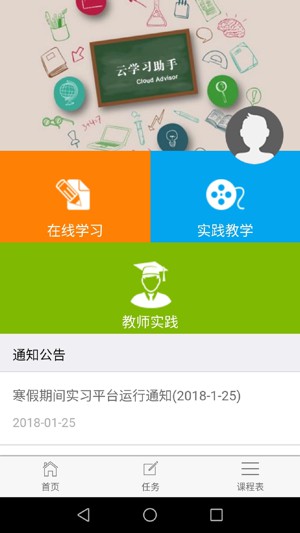 云学习助手
Cloud Advisor
在线学习
实践教学
教师实践
通知公告
寒假期间实习平台运行通知(2018-1-25)
2018-01-25
首页
任务
课程表